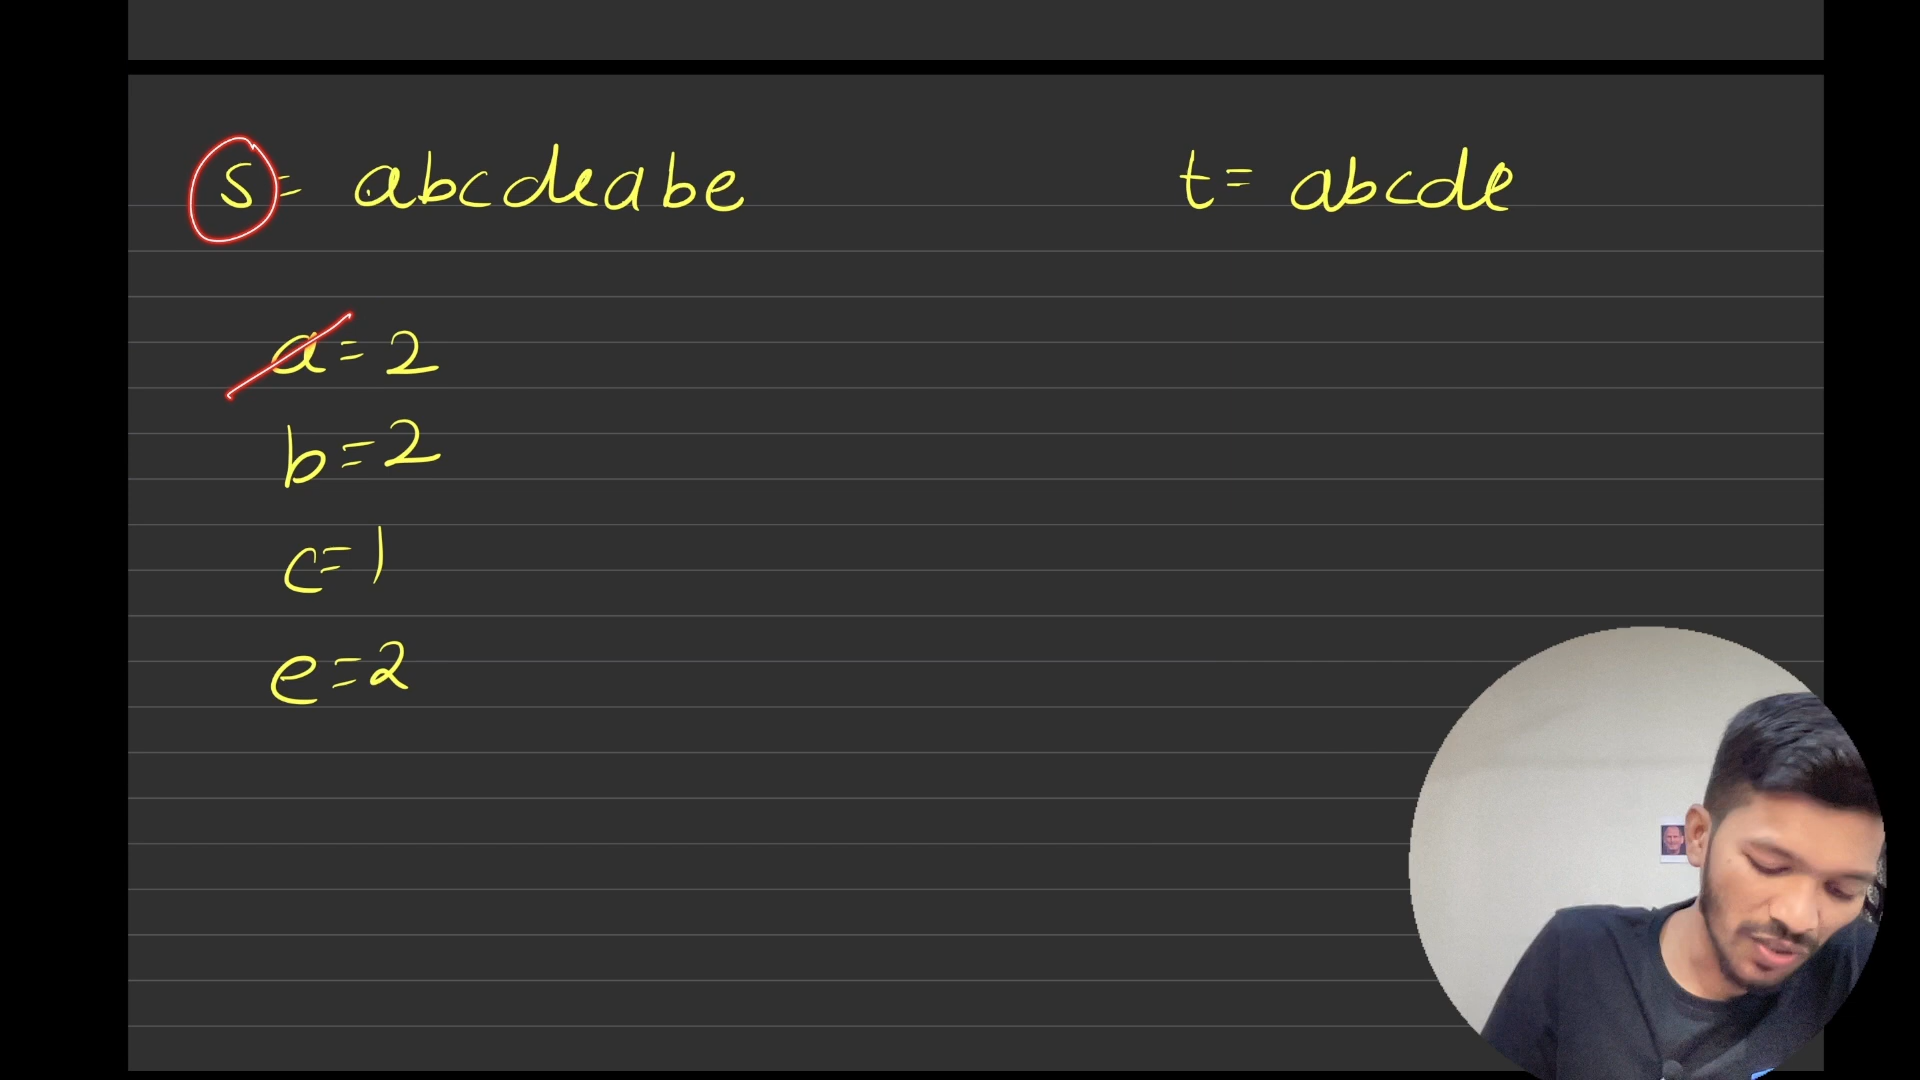 s= abcdeabe
t= abcde
a=2
b=2
c=1
e=2